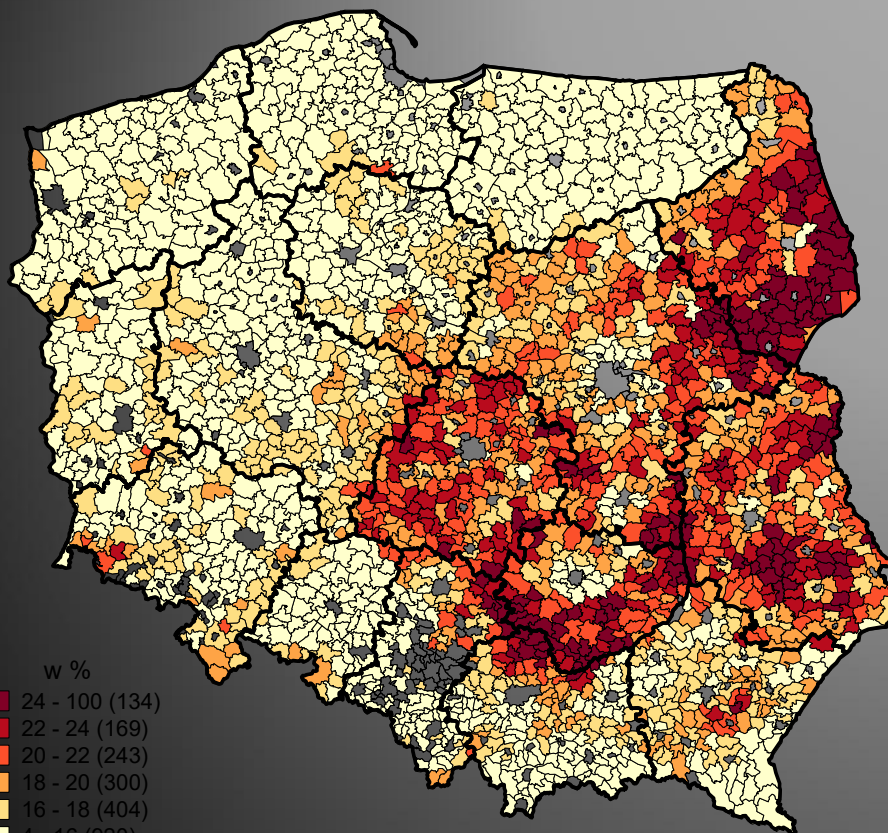 w %
24 - 100 (134)
22 - 24 (169)
20 - 22 (243)
18 - 20 (300)
16 - 18 (404)